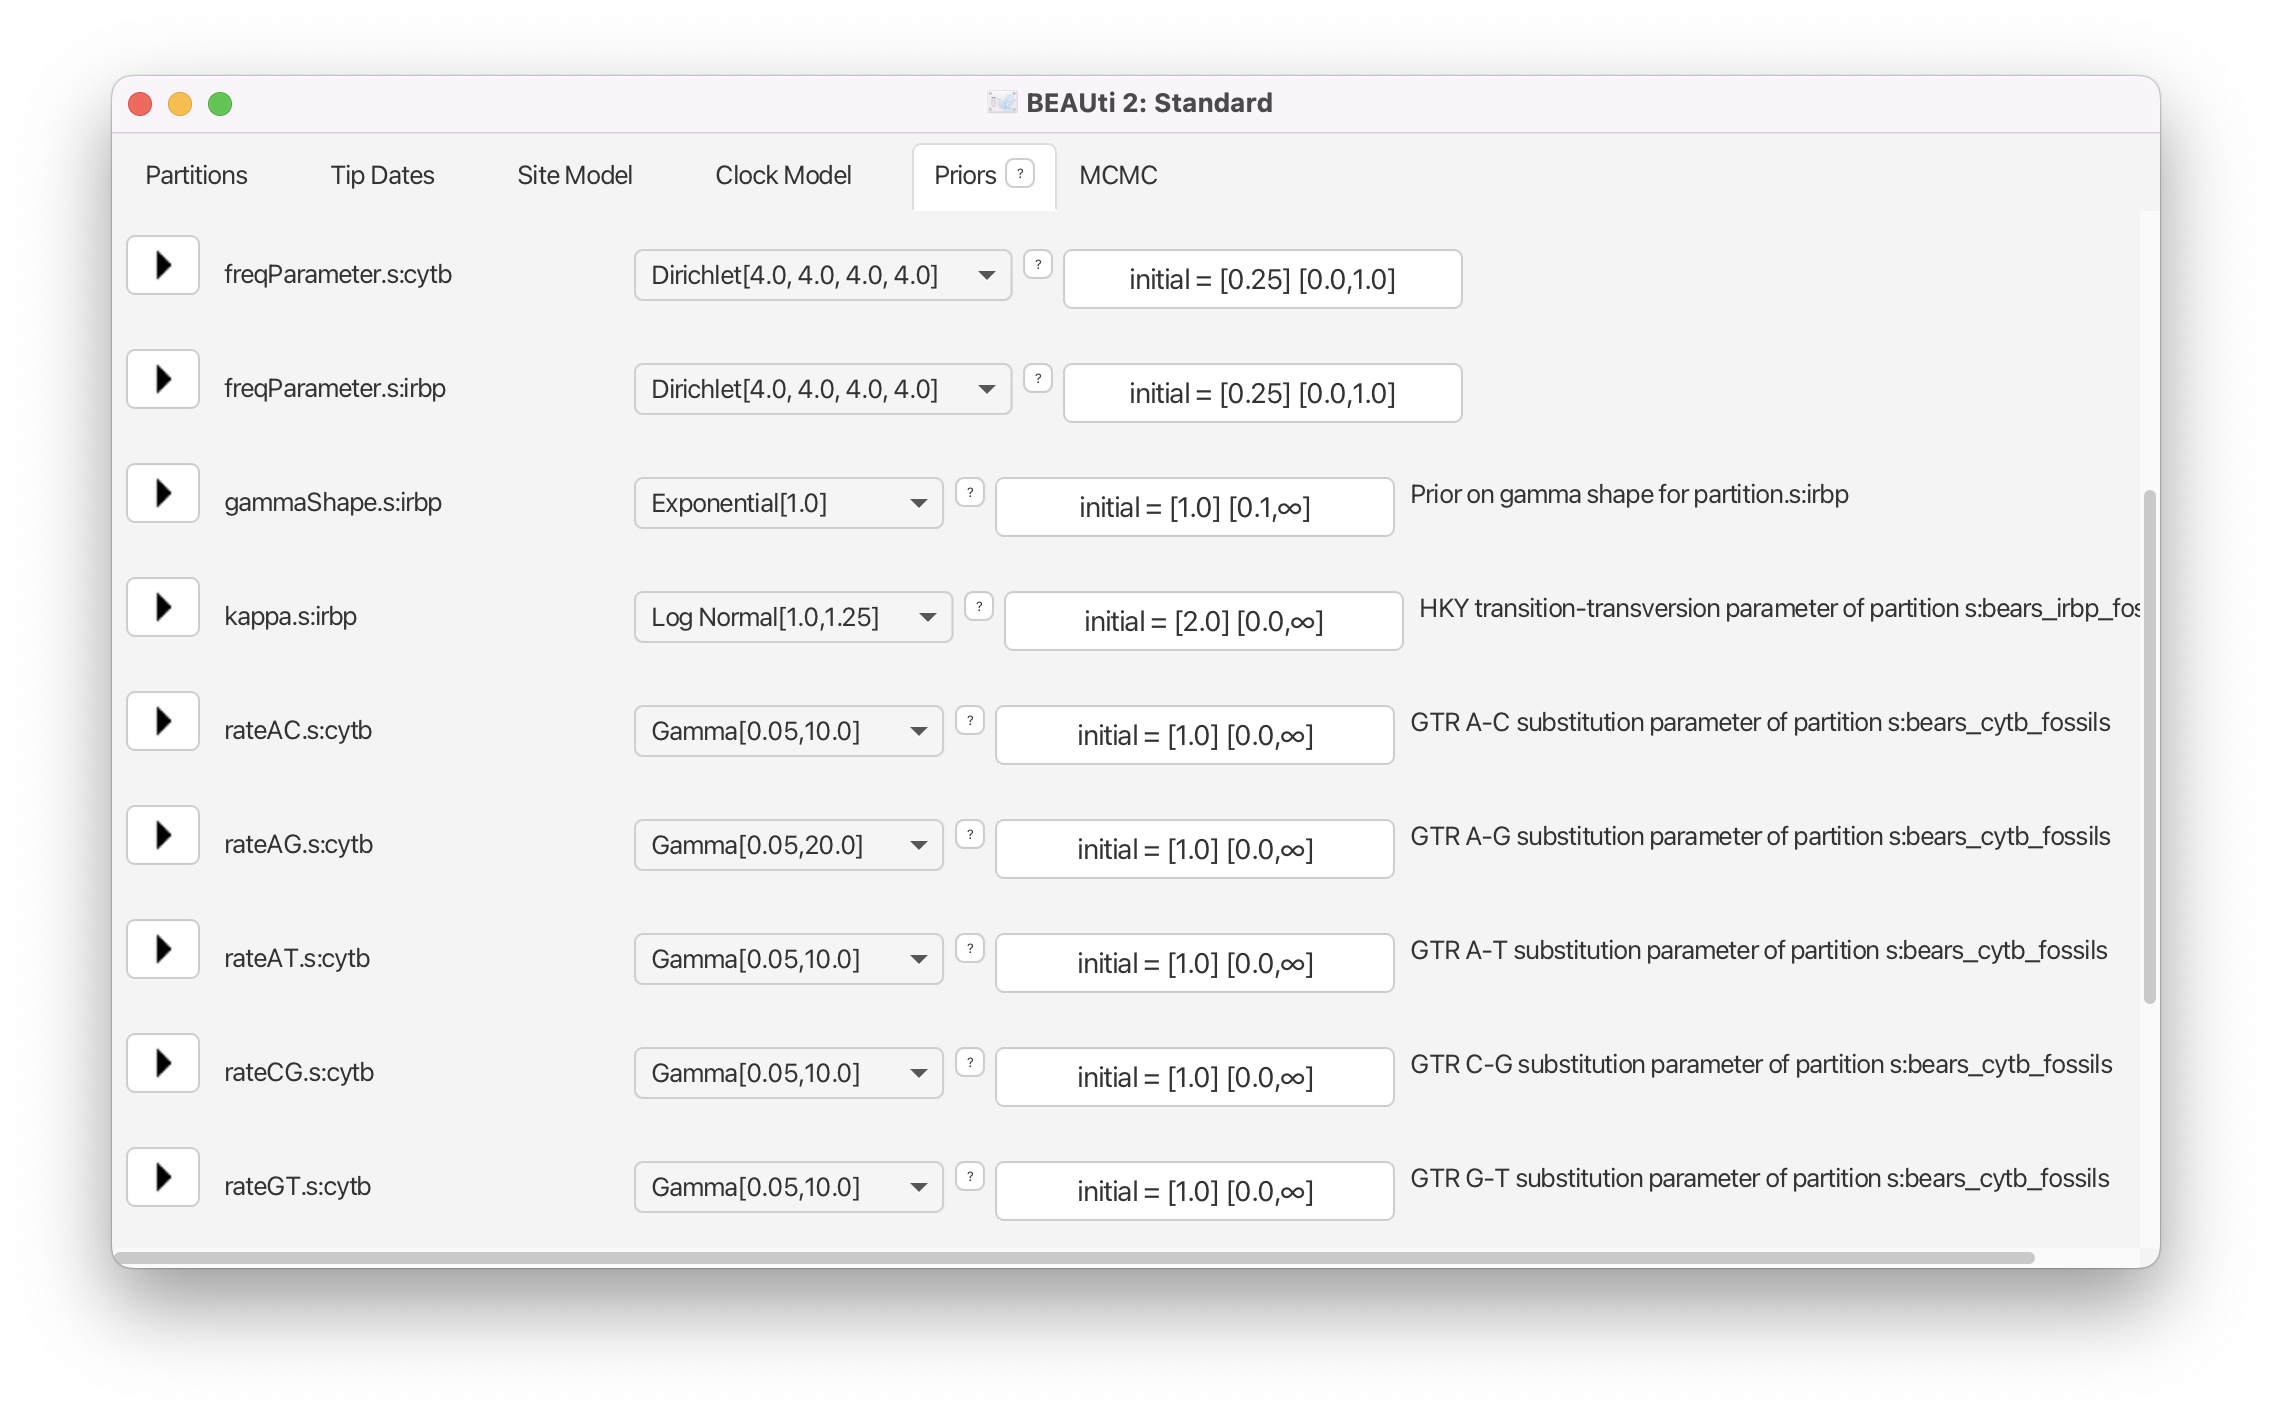 BEAUti 2: Standard
Partitions Tip Dates Site Model Clock Model Priors ? MCMC
freqParameter.s:cytb Dirichlet[4.0, 4.0, 4.0, 4.0] ? initial = [0.25] [0.0,1.0]
freqParameter.s:irbp Dirichlet[4.0, 4.0, 4.0, 4.0] ? initial = [0.25] [0.0,1.0]
gammaShape.s:irbp Exponential[1.0] ? initial = [1.0] [0.1,∞] Prior on gamma shape for partition.s:irbp
kappa.s:irbp Log Normal[1.0,1.25] ? initial = [2.0] [0.0,∞] HKY transition-transversion parameter of partition s:bears_irbp_fos
rateAC.s:cytb Gamma[0.05,10.0] ? initial = [1.0] [0.0,∞] GTR A-C substitution parameter of partition s:bears_cytb_fossils
rateAG.s:cytb Gamma[0.05,20.0] ? initial = [1.0] [0.0,∞] GTR A-G substitution parameter of partition s:bears_cytb_fossils
rateAT.s:cytb Gamma[0.05,10.0] ? initial = [1.0] [0.0,∞] GTR A-T substitution parameter of partition s:bears_cytb_fossils
rateCG.s:cytb Gamma[0.05,10.0] ? initial = [1.0] [0.0,∞] GTR C-G substitution parameter of partition s:bears_cytb_fossils
rateGT.s:cytb Gamma[0.05,10.0] ? initial = [1.0] [0.0,∞] GTR G-T substitution parameter of partition s:bears_cytb_fossils